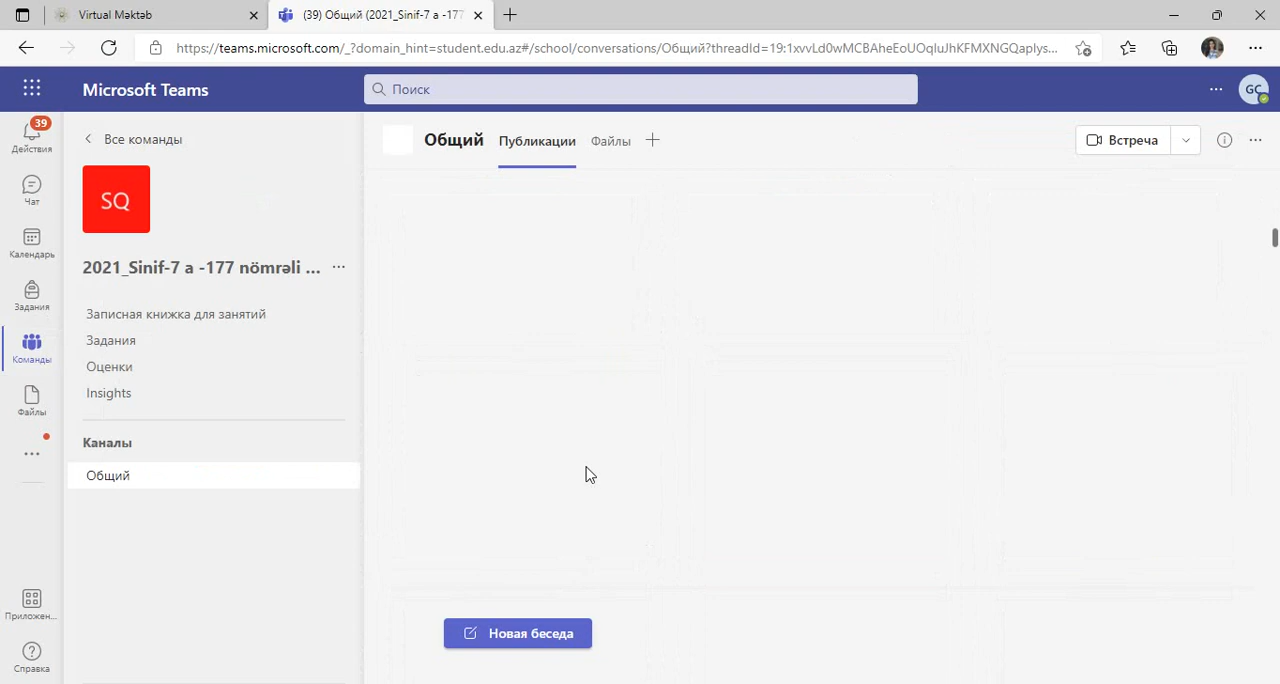 Virtual Məktəb
(39) Общий (2021_Sinif-7 a -177
https://teams.microsoft.com/_?domain_hint=student.edu.az#/school/conversations/Общий?threadId=19:
Microsoft Teams
Поиск
GC
39
Действия
Чат
Календарь
Задания
Команды
Файлы
Приложен...
Справка
Все команды
SQ
2021_Sinif-7 a -177 nömrəli ...
Записная книжка для занятий
Задания
Оценки
Insights
Каналы
Общий
Общий Публикации Файлы
Встреча
Новая беседа